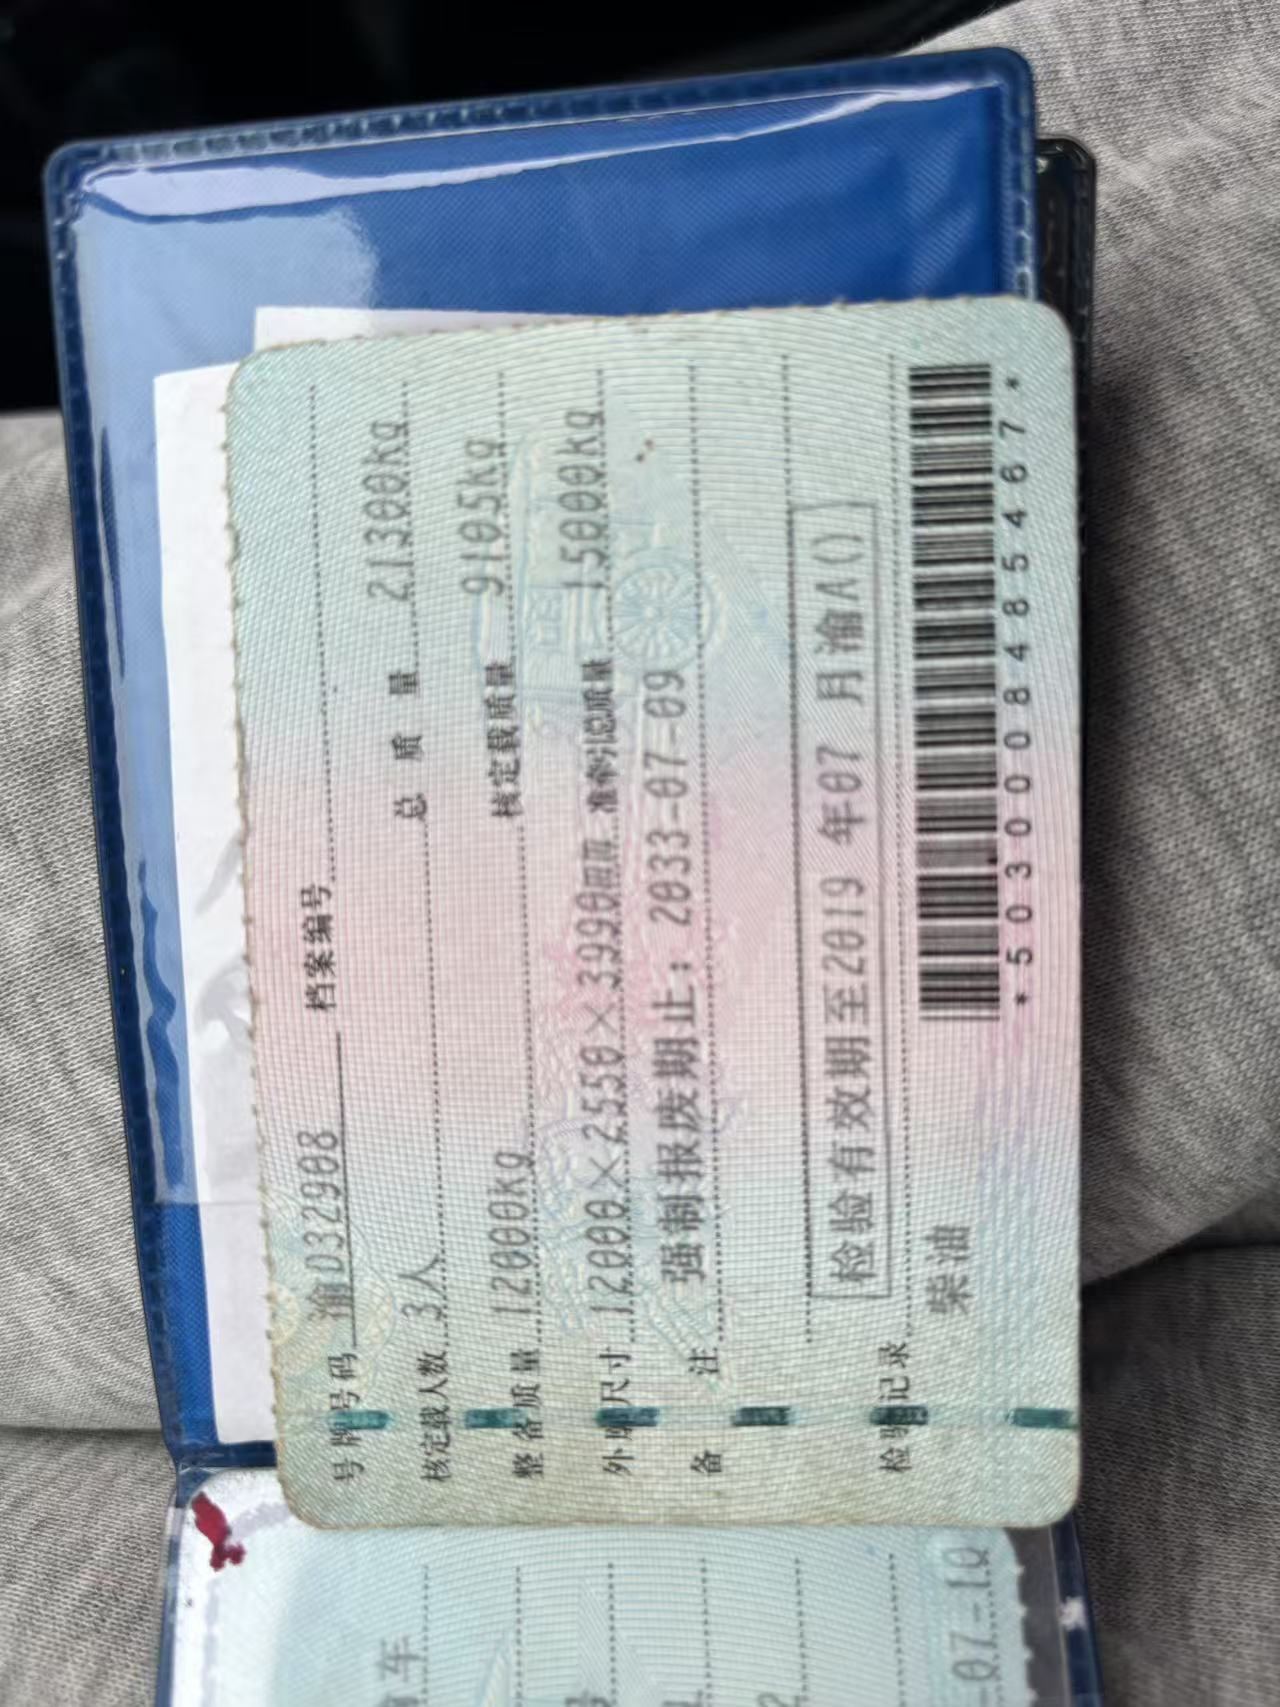 号牌号码 渝D32908 档案编号
核定载人数 3人 总质量 21300kg
整备质量 12000kg 核定载质量 9105kg
外廓尺寸 12000×2550×3990mm 准牵引总质量 15000kg
备注 强制报废期止：2033-07-09
检验记录 检验有效期至2019年07月渝A()
柴油
*5030008485467*
-07-10